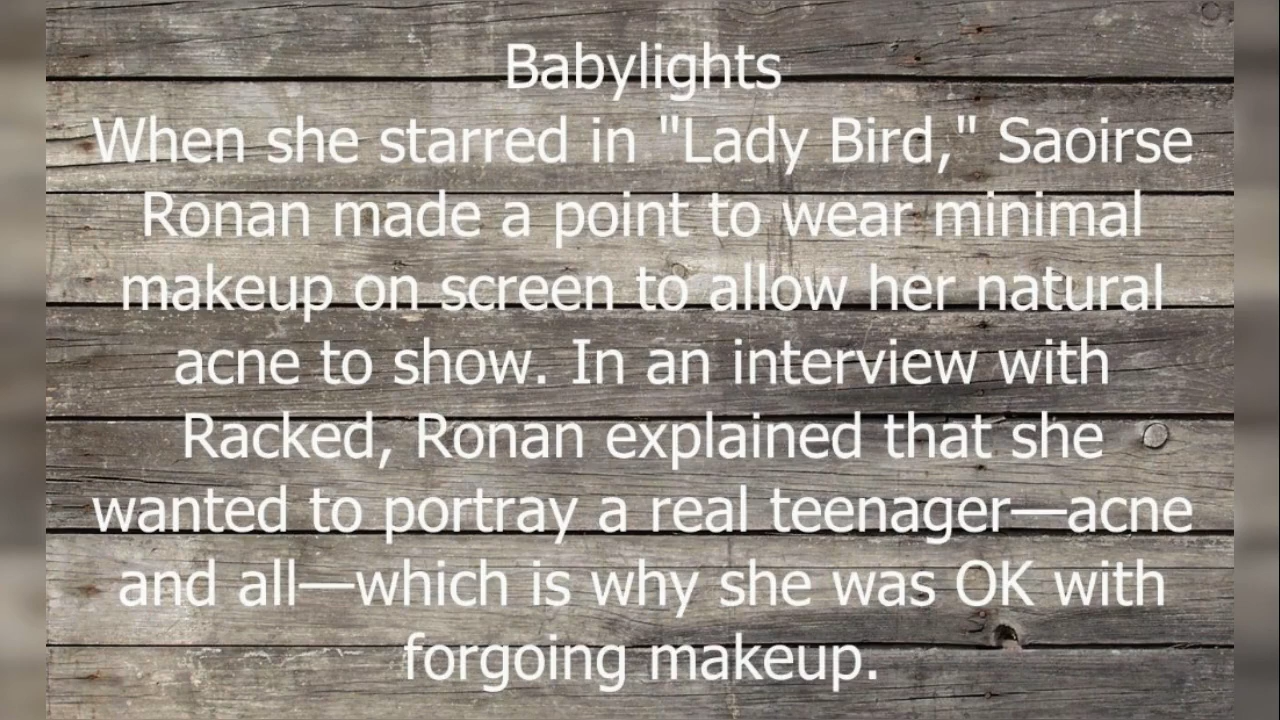 Babylights
When she starred in "Lady Bird," Saoirse
Ronan made a point to wear minimal
makeup on screen to allow her natural
acne to show. In an interview with
Racked, Ronan explained that she
wanted to portray a real teenager—acne
and all—which is why she was OK with
forgoing makeup.